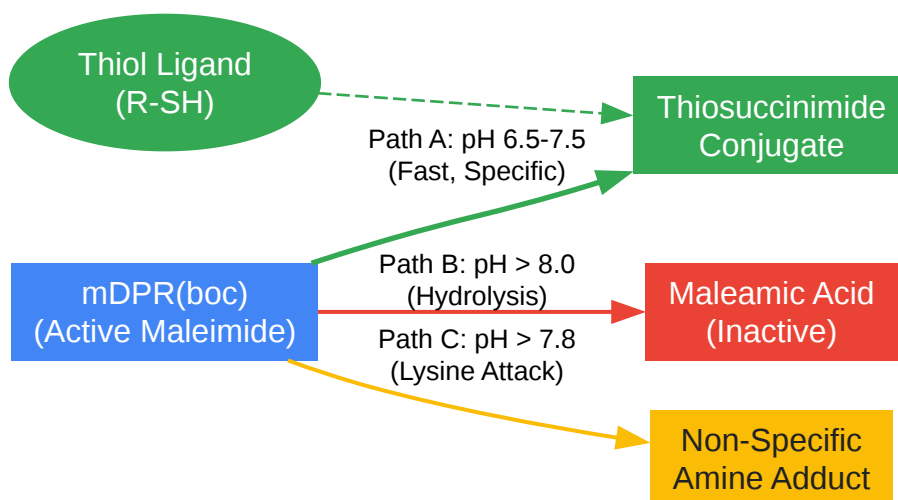 Thiol Ligand
(R-SH)
Thiosuccinimide
Conjugate
Path A: pH 6.5-7.5
(Fast, Specific)
mDPR(boc)
(Active Maleimide)
Path B: pH > 8.0
(Hydrolysis)
Maleamic Acid
(Inactive)
Path C: pH > 7.8
(Lysine Attack)
Non-Specific
Amine Adduct